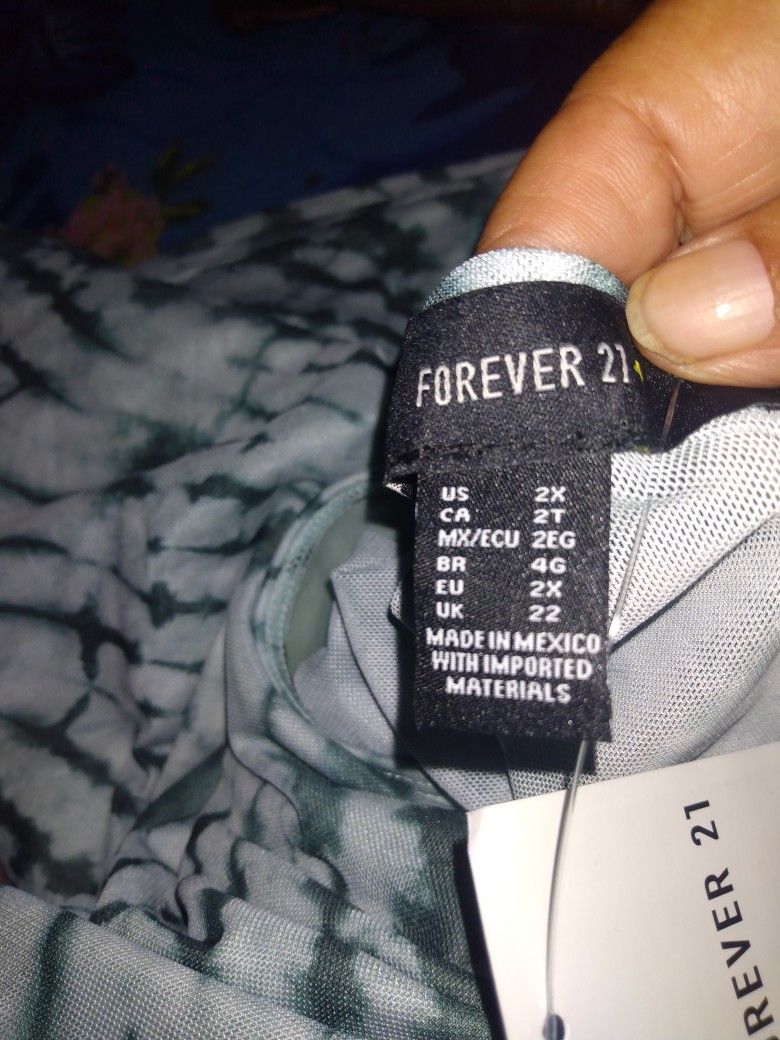 FOREVER 21
US 2X
CA 2T
MX/ECU 2EG
BR 4G
EU 2X
UK 22
MADE IN MEXICO
WITH IMPORTED
MATERIALS
OREVER 21